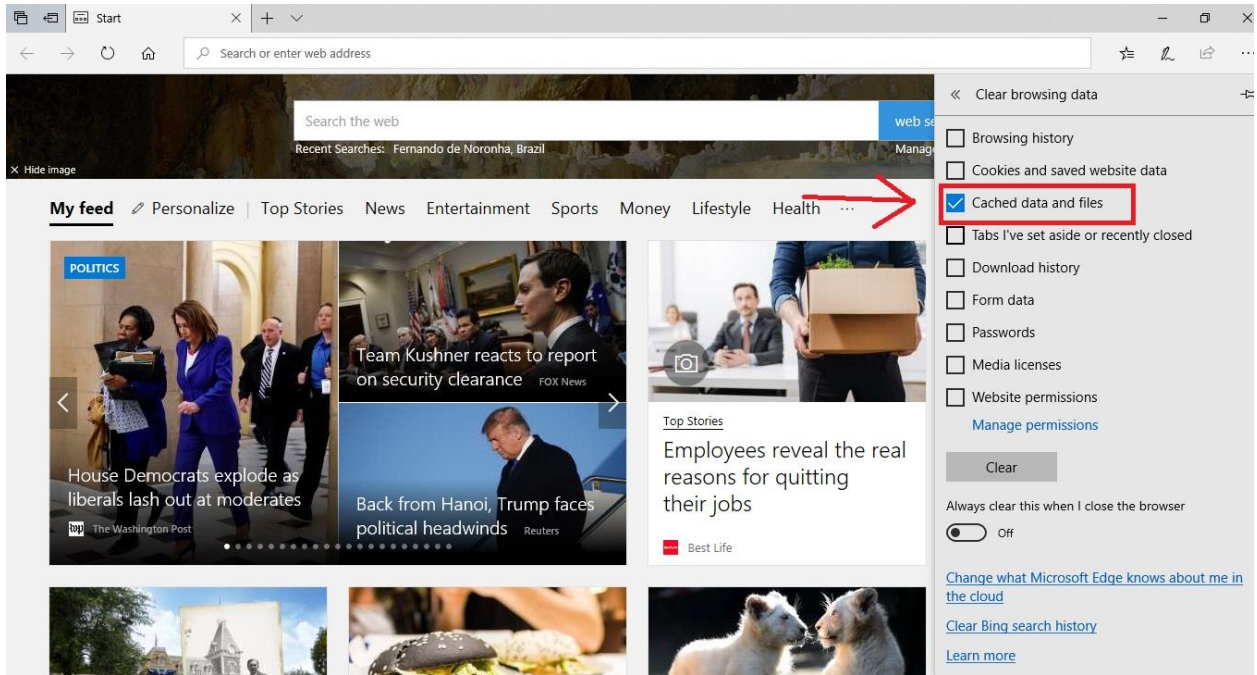 Start
Search or enter web address
Search the web
web se
Recent Searches: Fernando de Noronha, Brazil
Manag
Hide image
My feed Personalize | Top Stories News Entertainment Sports Money Lifestyle Health ...
POLITICS
House Democrats explode as
liberals lash out at moderates
wp The Washington Post
Team Kushner reacts to report
on security clearance FOX News
Back from Hanoi, Trump faces
political headwinds Reuters
Top Stories
Employees reveal the real
reasons for quitting
their jobs
Best Life
Clear browsing data
Browsing history
Cookies and saved website data
Cached data and files
Tabs I've set aside or recently closed
Download history
Form data
Passwords
Media licenses
Website permissions
Manage permissions
Clear
Always clear this when I close the browser
Off
Change what Microsoft Edge knows about me in
the cloud
Clear Bing search history
Learn more